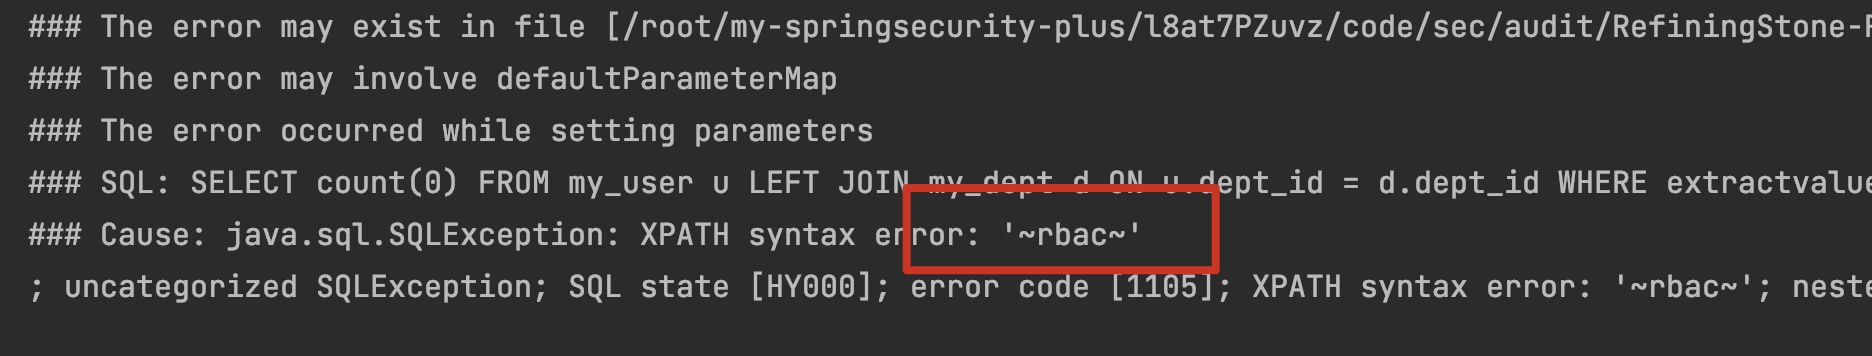 ### The error may exist in file [/root/my-springsecurity-plus/l8at7PZuvz/code/sec/audit/RefiningStone-
### The error may involve defaultParameterMap
### The error occurred while setting parameters
### SQL: SELECT count(0) FROM my_user u LEFT JOIN my_dept d ON u.dept_id = d.dept_id WHERE extractvalue
### Cause: java.sql.SQLException: XPATH syntax error: '~rbac~'
; uncategorized SQLException; SQL state [HY000]; error code [1105]; XPATH syntax error: '~rbac~'; neste